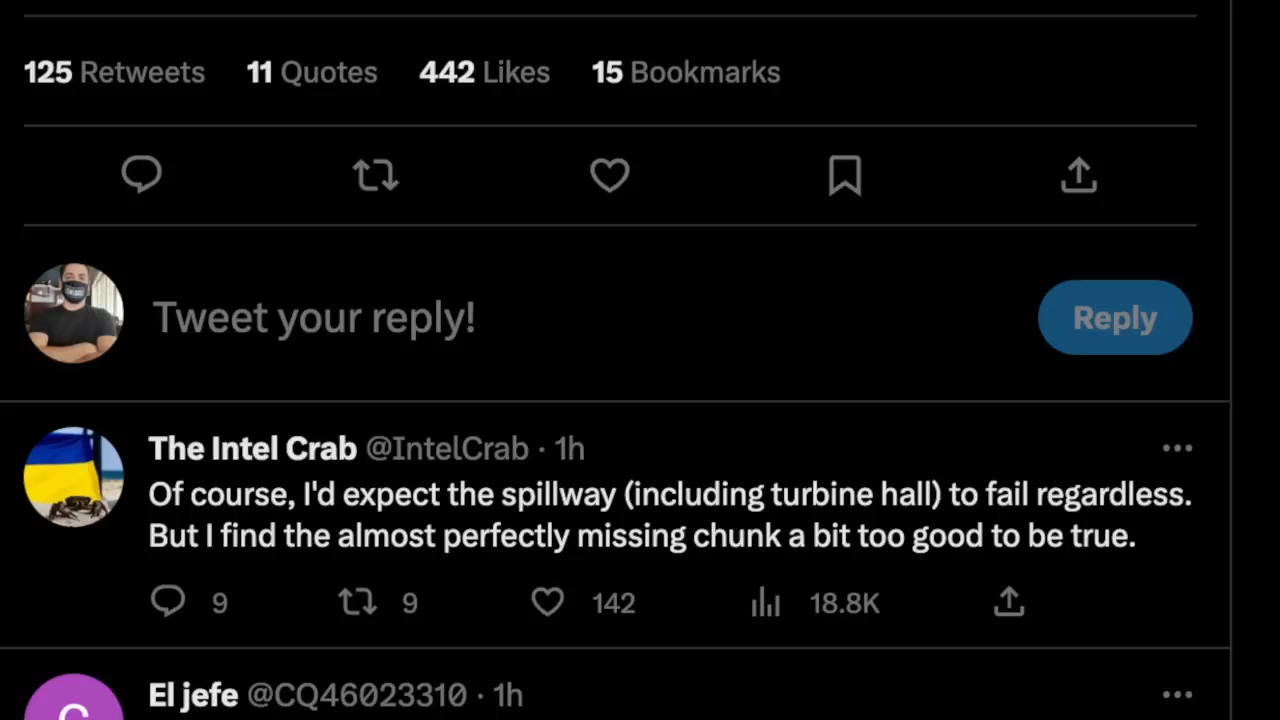 125 Retweets 11 Quotes 442 Likes 15 Bookmarks
Tweet your reply!
Reply
The Intel Crab @IntelCrab · 1h
Of course, I'd expect the spillway (including turbine hall) to fail regardless.
But I find the almost perfectly missing chunk a bit too good to be true.
9 9 142 18.8K
El jefe @CQ46023310 · 1h